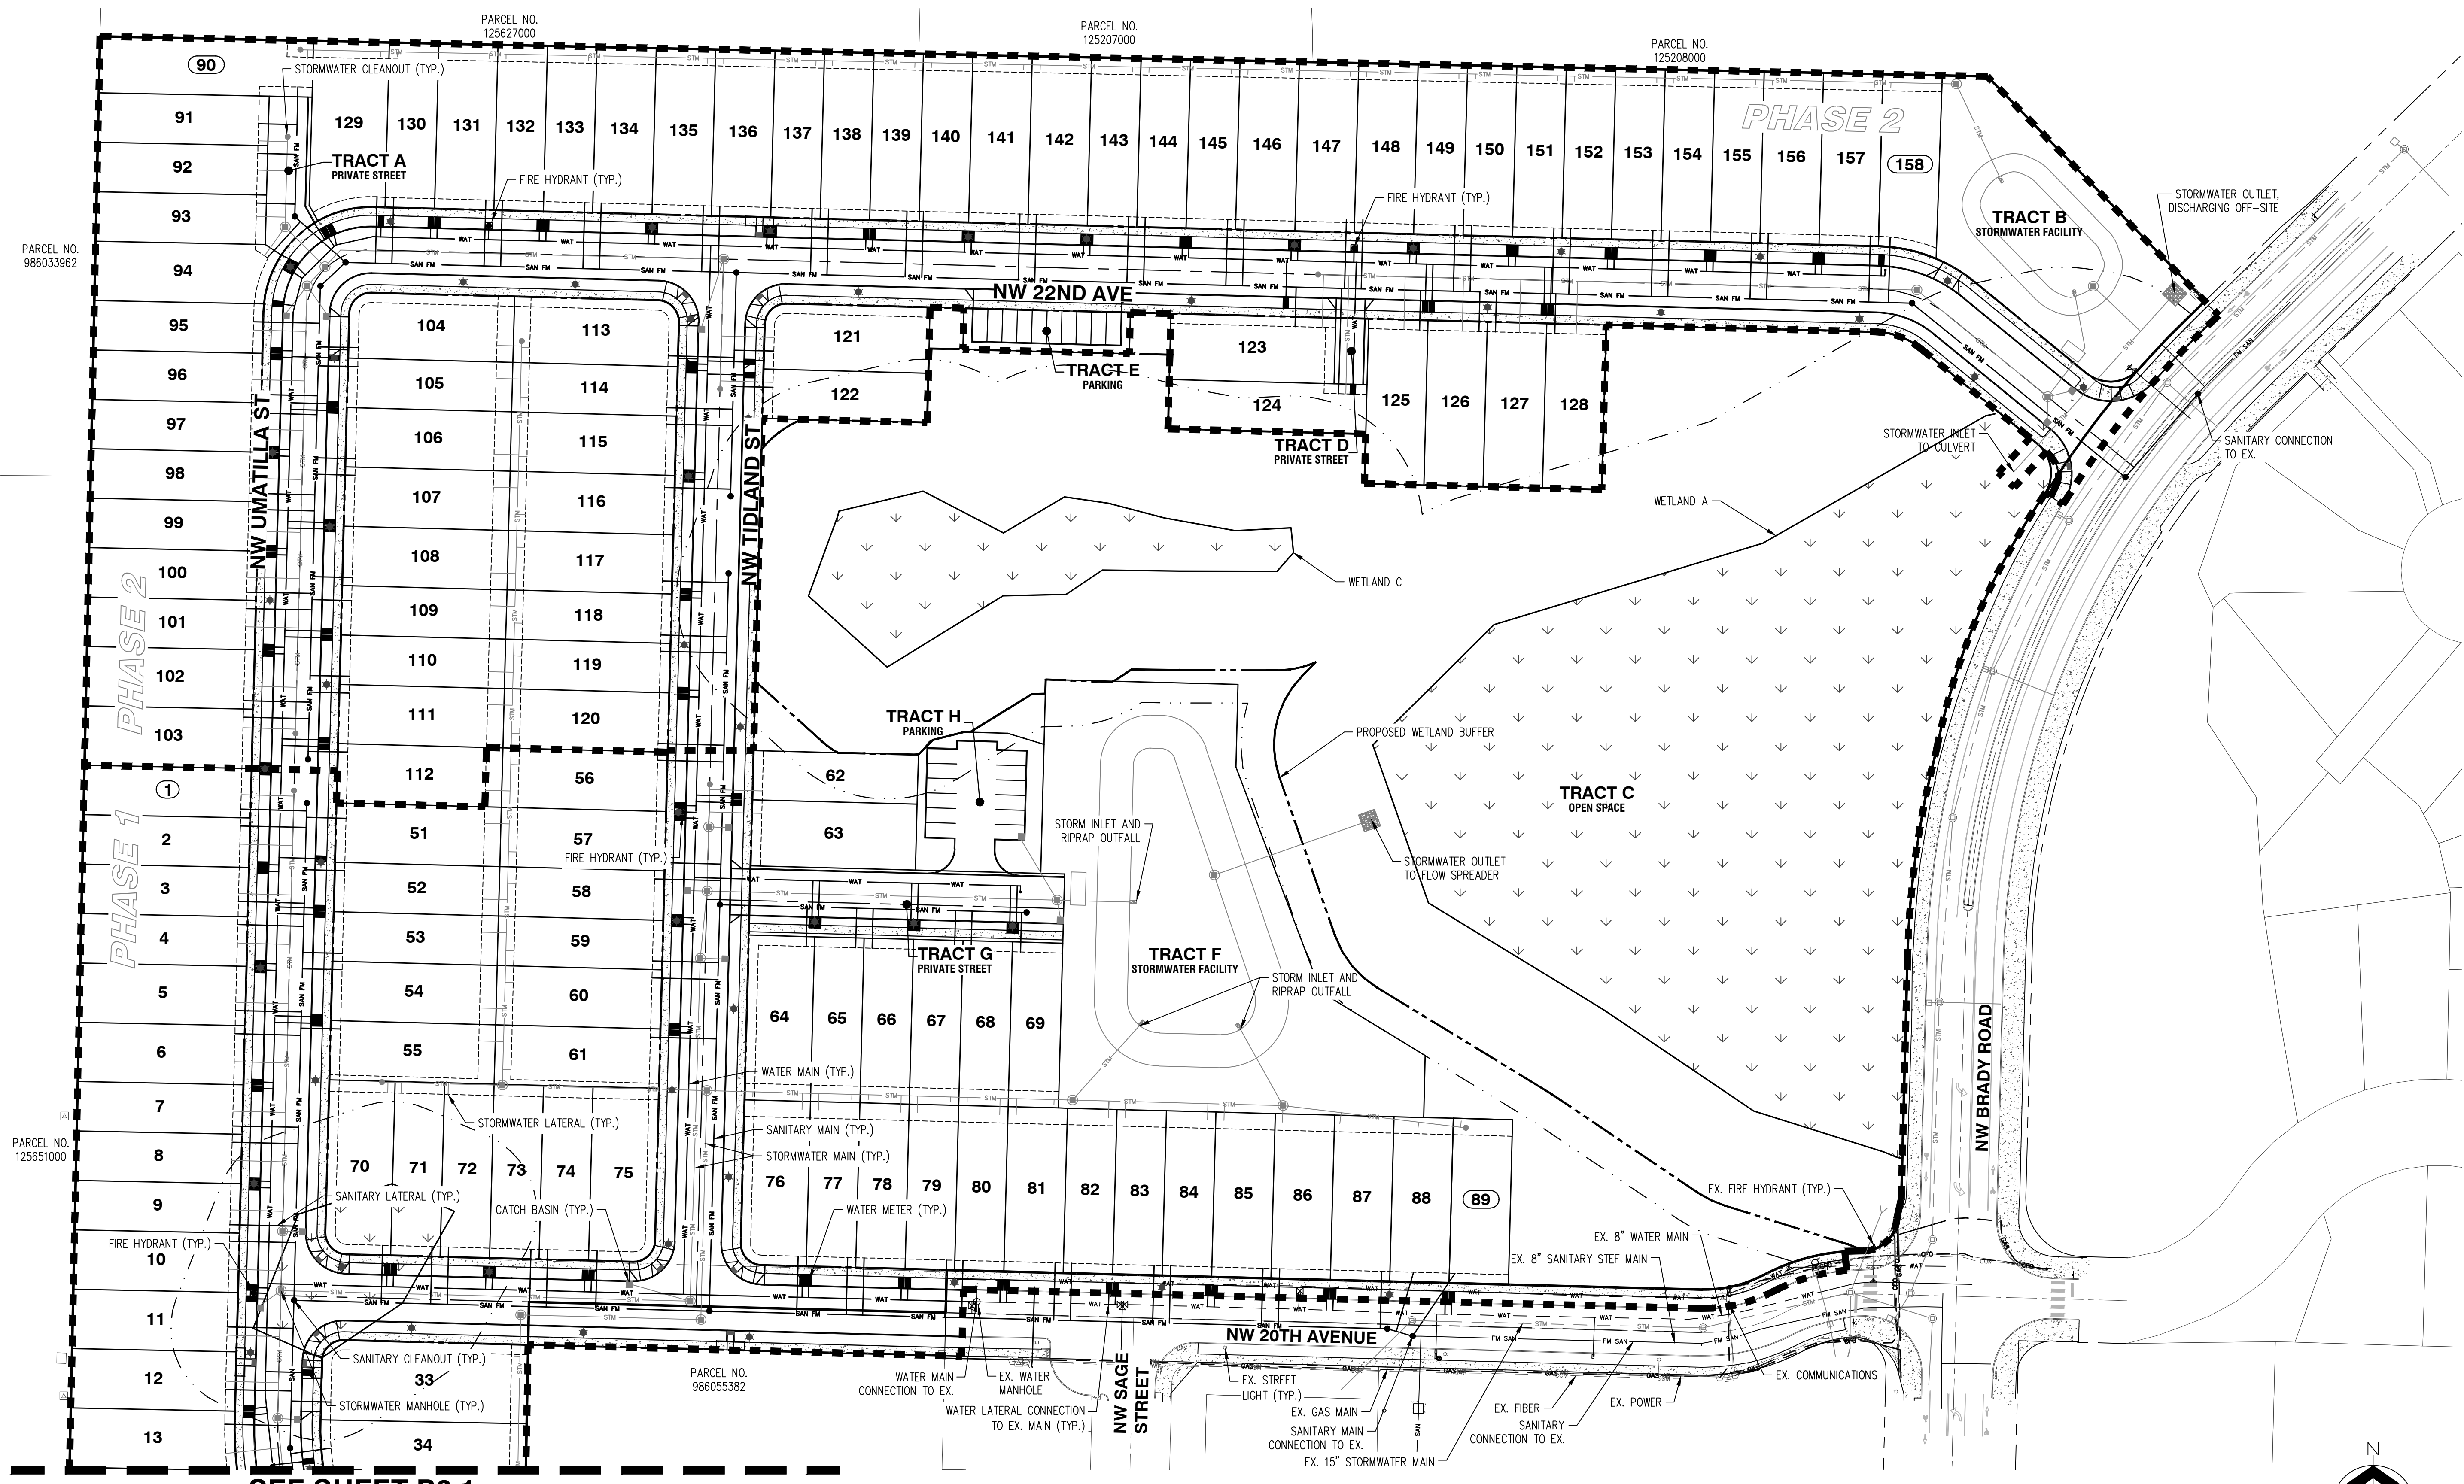 PARCEL NO.
125627000
PARCEL NO.
125207000
PARCEL NO.
125208000
PARCEL NO.
986033962
PARCEL NO.
125651000
PARCEL NO.
986055382
90
91
92
93
94
95
96
97
98
99
100
101
102
103
1
2
3
4
5
6
7
8
9
10
11
12
13
STORMWATER CLEANOUT (TYP.)
TRACT A
PRIVATE STREET
FIRE HYDRANT (TYP.)
129
130
131
132
133
134
135
136
137
138
139
140
141
142
143
144
145
146
147
148
149
150
151
152
153
154
155
156
157
158
PHASE 2
FIRE HYDRANT (TYP.)
TRACT B
STORMWATER FACILITY
STORMWATER OUTLET,
DISCHARGING OFF-SITE
NW 22ND AVE
NW UMATILLA ST
NW TIDLAND ST
104
105
106
107
108
109
110
111
112
113
114
115
116
117
118
119
120
121
122
123
124
125
126
127
128
TRACT E
PARKING
TRACT D
PRIVATE STREET
STORMWATER INLET
TO CULVERT
SANITARY CONNECTION
TO EX.
WETLAND A
WETLAND C
PHASE 2
PHASE 1
TRACT H
PARKING
PROPOSED WETLAND BUFFER
TRACT C
OPEN SPACE
STORM INLET AND
RIPRAP OUTFALL
STORMWATER OUTLET
TO FLOW SPREADER
FIRE HYDRANT (TYP.)
51
52
53
54
55
56
57
58
59
60
61
62
63
TRACT G
PRIVATE STREET
TRACT F
STORMWATER FACILITY
STORM INLET AND
RIPRAP OUTFALL
64
65
66
67
68
69
WATER MAIN (TYP.)
STORMWATER LATERAL (TYP.)
SANITARY MAIN (TYP.)
STORMWATER MAIN (TYP.)
70
71
72
73
74
75
76
77
78
79
80
81
82
83
84
85
86
87
88
89
SANITARY LATERAL (TYP.)
CATCH BASIN (TYP.)
WATER METER (TYP.)
FIRE HYDRANT (TYP.)
EX. FIRE HYDRANT (TYP.)
EX. 8" WATER MAIN
EX. 8" SANITARY STEF MAIN
NW BRADY ROAD
NW 20TH AVENUE
NW SAGE
STREET
SANITARY CLEANOUT (TYP.)
33
STORMWATER MANHOLE (TYP.)
34
WATER MAIN
CONNECTION TO EX.
EX. WATER
MANHOLE
WATER LATERAL CONNECTION
TO EX. MAIN (TYP.)
EX. STREET
LIGHT (TYP.)
EX. GAS MAIN
SANITARY MAIN
CONNECTION TO EX.
EX. 15" STORMWATER MAIN
EX. FIBER
SANITARY
CONNECTION TO EX.
EX. POWER
EX. COMMUNICATIONS
N